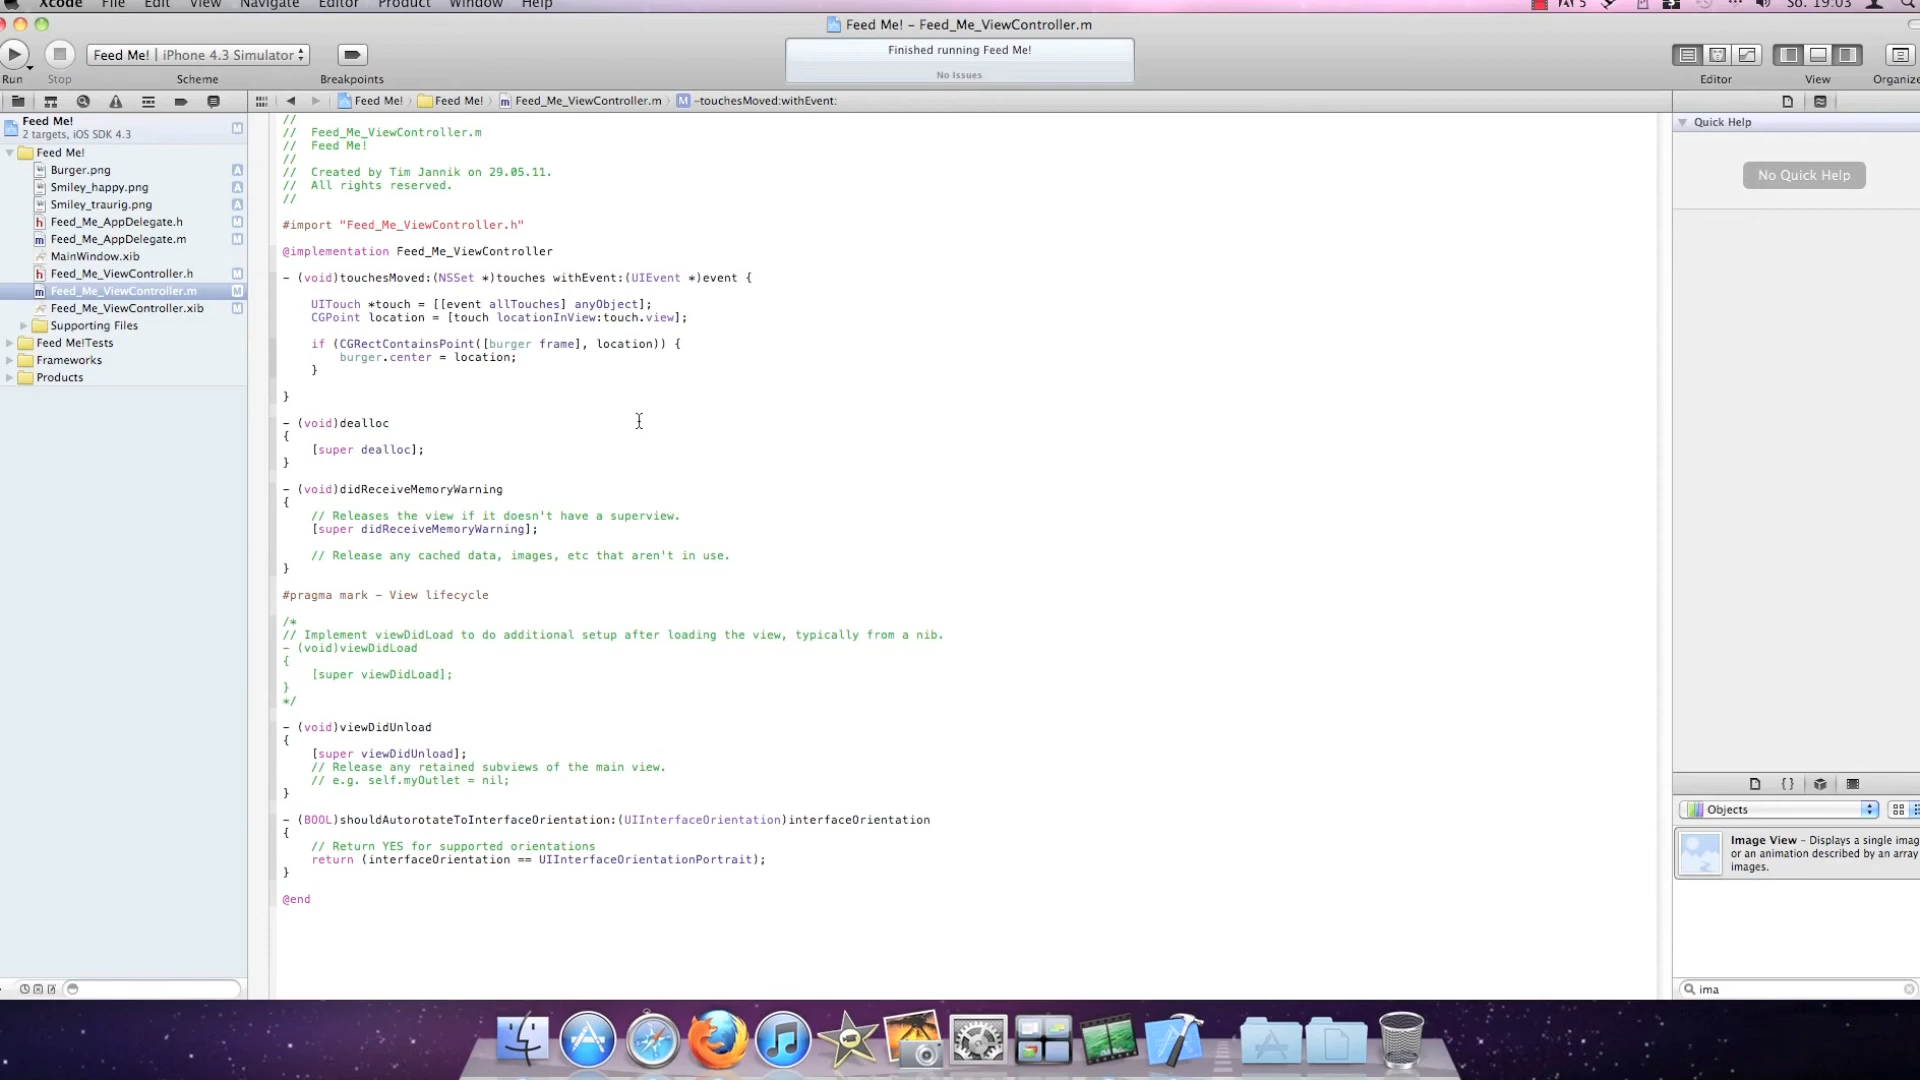 Xcode File Edit View Navigate Editor Product Window Help So. 19:03
Feed Me! – Feed_Me_ViewController.m
Feed Me! | iPhone 4.3 Simulator
Finished running Feed Me!
No Issues
Run Stop Scheme Breakpoints Editor View Organize
Feed Me! Feed Me! Feed_Me_ViewController.m M -touchesMoved:withEvent:
Feed Me! M
2 targets, iOS SDK 4.3
Feed Me!
Burger.png A
Smiley_happy.png A
Smiley_traurig.png A
h Feed_Me_AppDelegate.h M
m Feed_Me_AppDelegate.m M
MainWindow.xib
h Feed_Me_ViewController.h M
m Feed_Me_ViewController.m M
Feed_Me_ViewController.xib M
Supporting Files
Feed Me!Tests
Frameworks
Products
//
// Feed_Me_ViewController.m
// Feed Me!
//
// Created by Tim Jannik on 29.05.11.
// All rights reserved.
//
#import "Feed_Me_ViewController.h"
@implementation Feed_Me_ViewController
- (void)touchesMoved:(NSSet *)touches withEvent:(UIEvent *)event {
UITouch *touch = [[event allTouches] anyObject];
CGPoint location = [touch locationInView:touch.view];
if (CGRectContainsPoint([burger frame], location)) {
burger.center = location;
}
}
- (void)dealloc
{
[super dealloc];
}
- (void)didReceiveMemoryWarning
{
// Releases the view if it doesn't have a superview.
[super didReceiveMemoryWarning];
// Release any cached data, images, etc that aren't in use.
}
#pragma mark - View lifecycle
/*
// Implement viewDidLoad to do additional setup after loading the view, typically from a nib.
- (void)viewDidLoad
{
[super viewDidLoad];
}
*/
- (void)viewDidUnload
{
[super viewDidUnload];
// Release any retained subviews of the main view.
// e.g. self.myOutlet = nil;
}
- (BOOL)shouldAutorotateToInterfaceOrientation:(UIInterfaceOrientation)interfaceOrientation
{
// Return YES for supported orientations
return (interfaceOrientation == UIInterfaceOrientationPortrait);
}
@end
Quick Help
No Quick Help
{}
Objects
Image View – Displays a single imag
or an animation described by an array
images.
ima